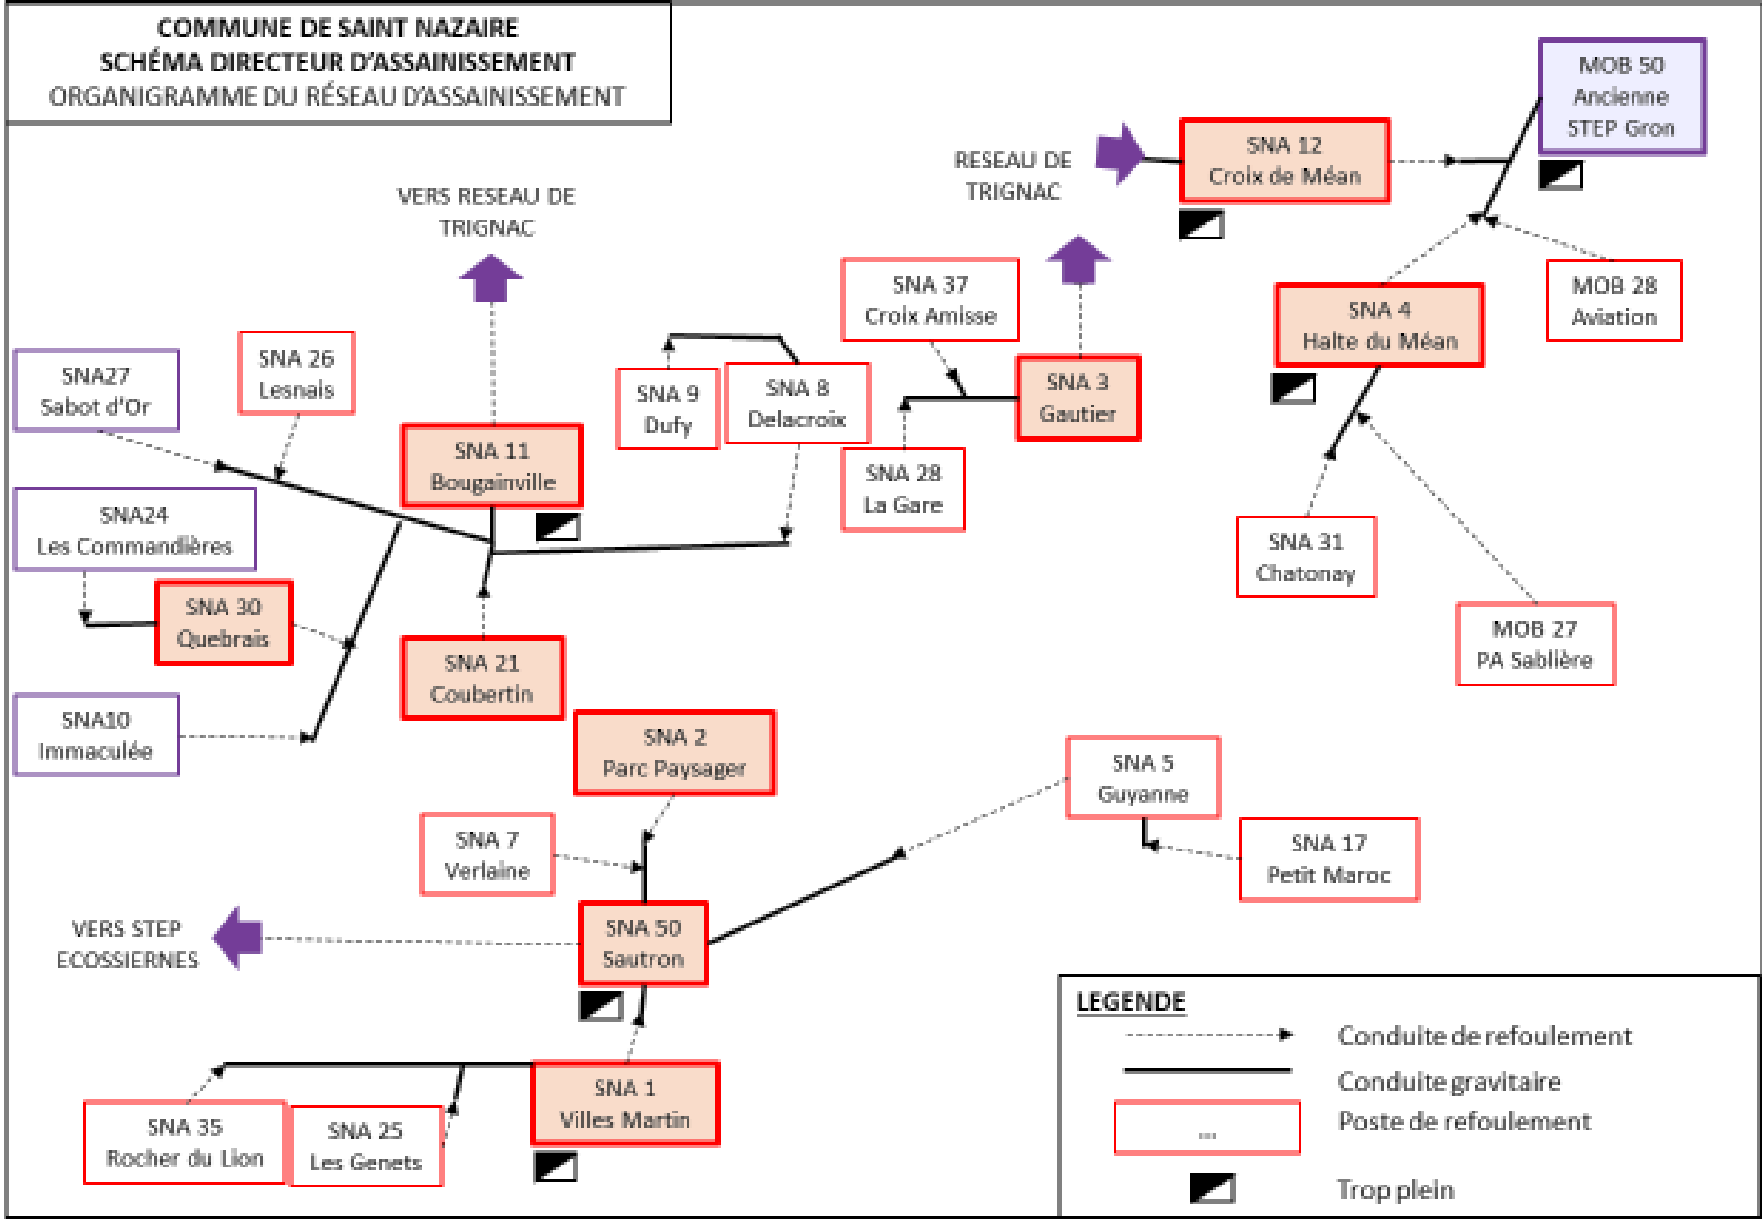 COMMUNE DE SAINT NAZAIRE
SCHÉMA DIRECTEUR D'ASSAINISSEMENT
ORGANIGRAMME DU RÉSEAU D'ASSAINISSEMENT
MOB 50
Ancienne
STEP Gron
RESEAU DE
TRIGNAC
SNA 12
Croix de Méan
VERS RESEAU DE
TRIGNAC
SNA 37
Croix Amisse
MOB 28
Aviation
SNA 4
Halte du Méan
SNA27
Sabot d'Or
SNA 26
Lesnais
SNA 9
Dufy
SNA 8
Delacroix
SNA 3
Gautier
SNA 11
Bougainville
SNA 28
La Gare
SNA24
Les Commandières
SNA 31
Chatonay
SNA 30
Quebrais
SNA 21
Coubertin
MOB 27
PA Sablière
SNA10
Immaculée
SNA 2
Parc Paysager
SNA 5
Guyanne
SNA 7
Verlaine
SNA 17
Petit Maroc
VERS STEP
ECOSSIERNES
SNA 50
Sautron
SNA 1
Villes Martin
SNA 35
Rocher du Lion
SNA 25
Les Genets
LEGENDE
Conduite de refoulement
Conduite gravitaire
...
Poste de refoulement
Trop plein